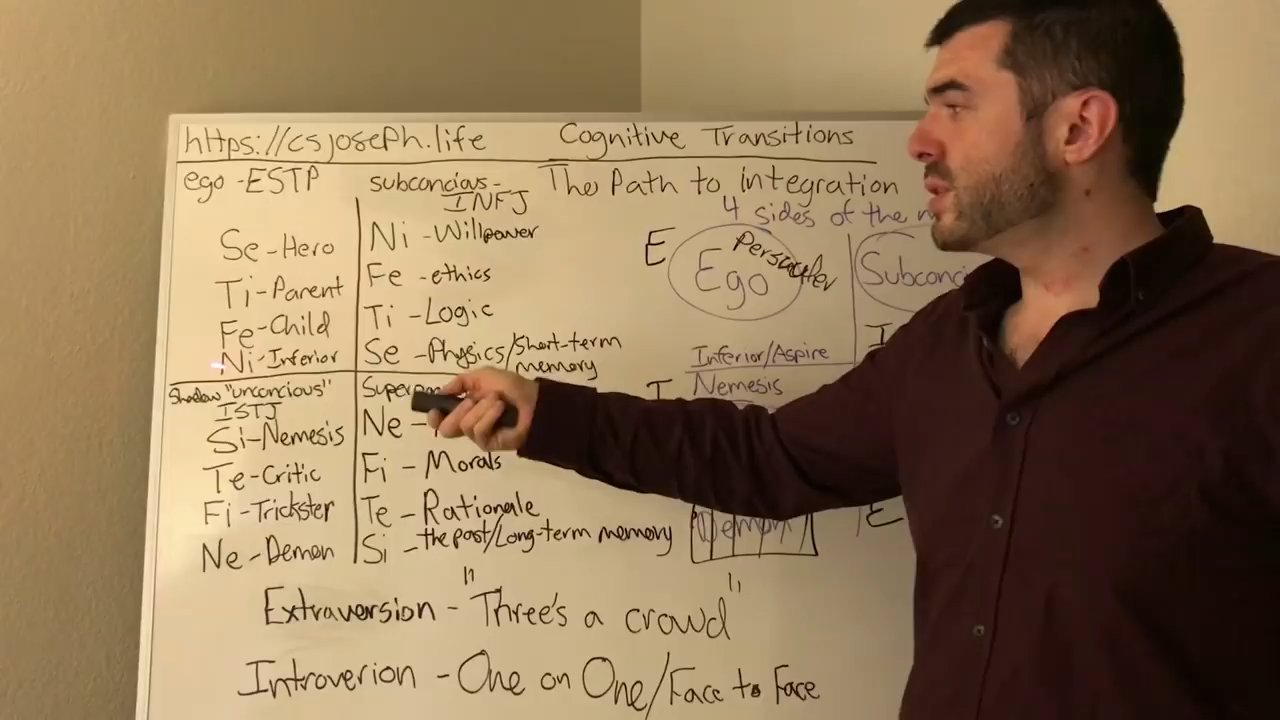 https://csjoseph.life
Cognitive Transitions
ego - ESTP
subconcious -
INFJ
The Path to integration
4 sides of the
Se - Hero
Ti - Parent
Fe - Child
Ni - Inferior
Ni - Willpower
Fe - ethics
Ti - Logic
Se - Physics/Short-term
memory
E
Ego
Persuader
Inferior/Aspire
Nemesis
Shadow "unconcious"
ISTJ
Si - Nemesis
Te - Critic
Fi - Trickster
Ne - Demon
Ne -
Fi - Morals
Te - Rationale
Si - the past/Long-term memory
Demon
E
Extraversion - "Three's a crowd"
Introverion - One on One/Face to Face